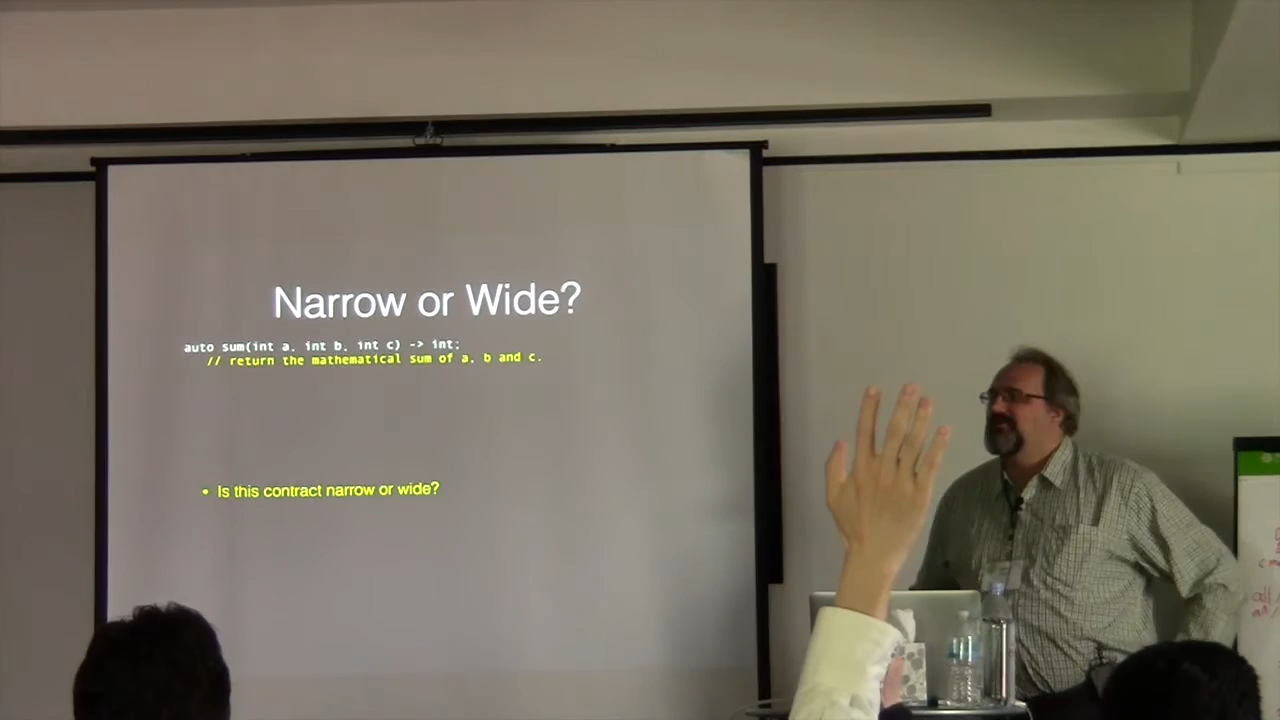 Narrow or Wide?
auto sum(int a, int b, int c) -> int;
// return the mathematical sum of a, b and c.
• Is this contract narrow or wide?